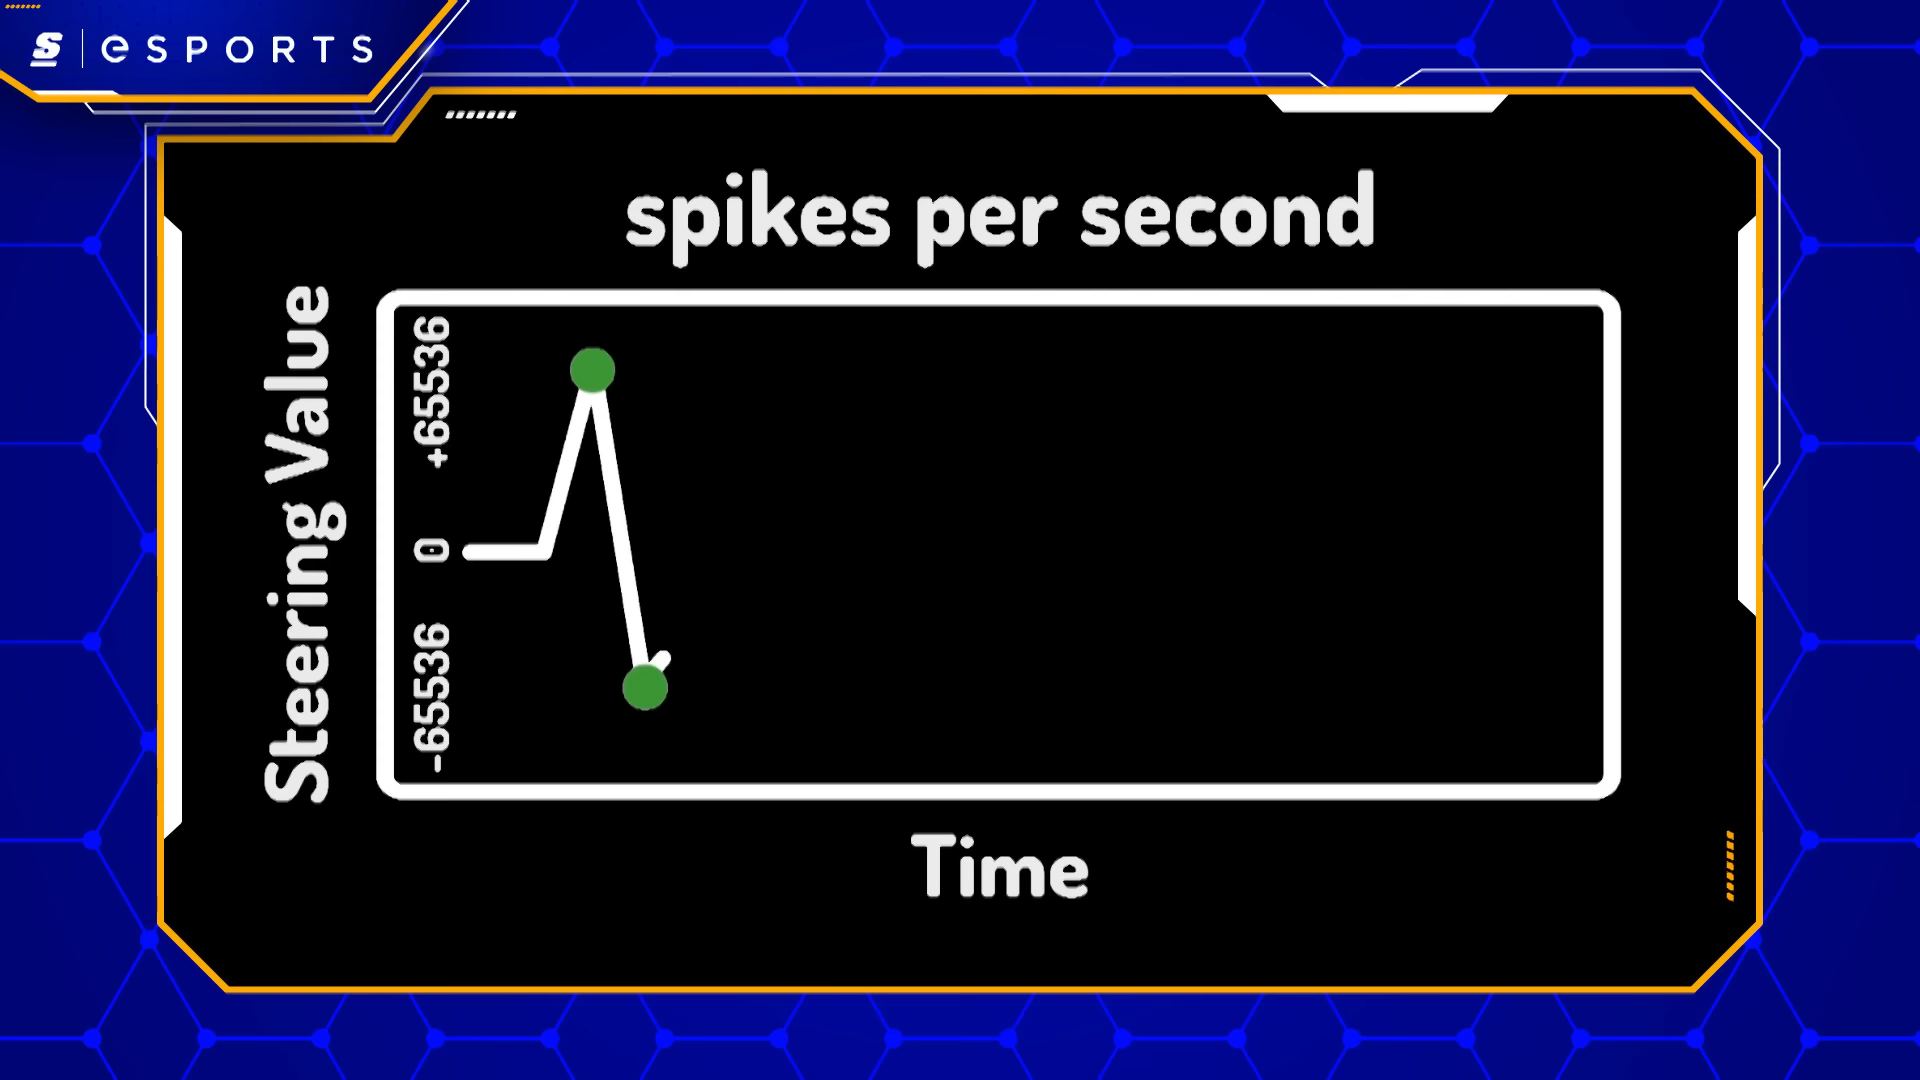 S | eSPORTS
spikes per second
Steering Value
+65536
0
-65536
Time